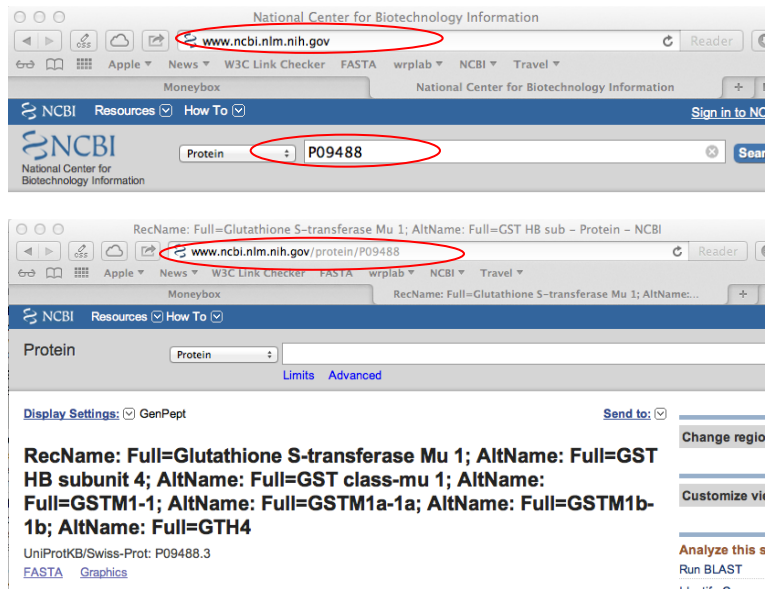 National Center for Biotechnology Information
www.ncbi.nlm.nih.gov Reader
css
Apple News W3C Link Checker FASTA wrplab NCBI Travel
Moneybox National Center for Biotechnology Information +
NCBI Resources How To Sign in to NC
NCBI
National Center for
Biotechnology Information
Protein P09488 Sear
RecName: Full=Glutathione S-transferase Mu 1; AltName: Full=GST HB sub – Protein – NCBI
www.ncbi.nlm.nih.gov/protein/P09488 Reader
css
Apple News W3C Link Checker FASTA wrplab NCBI Travel
Moneybox RecName: Full=Glutathione S-transferase Mu 1; AltName:... +
NCBI Resources How To
Protein Protein
Limits Advanced
Display Settings: GenPept Send to:
Change regio
RecName: Full=Glutathione S-transferase Mu 1; AltName: Full=GST
HB subunit 4; AltName: Full=GST class-mu 1; AltName:
Full=GSTM1-1; AltName: Full=GSTM1a-1a; AltName: Full=GSTM1b-
1b; AltName: Full=GTH4
Customize vie
UniProtKB/Swiss-Prot: P09488.3
FASTA Graphics
Analyze this s
Run BLAST